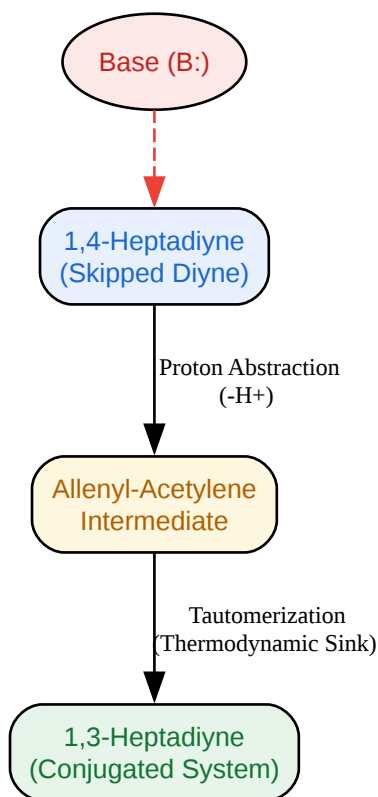 Base (B:)
1,4-Heptadiyne
(Skipped Diyne)
Proton Abstraction
(-H+)
Allenyl-Acetylene
Intermediate
Tautomerization
(Thermodynamic Sink)
1,3-Heptadiyne
(Conjugated System)